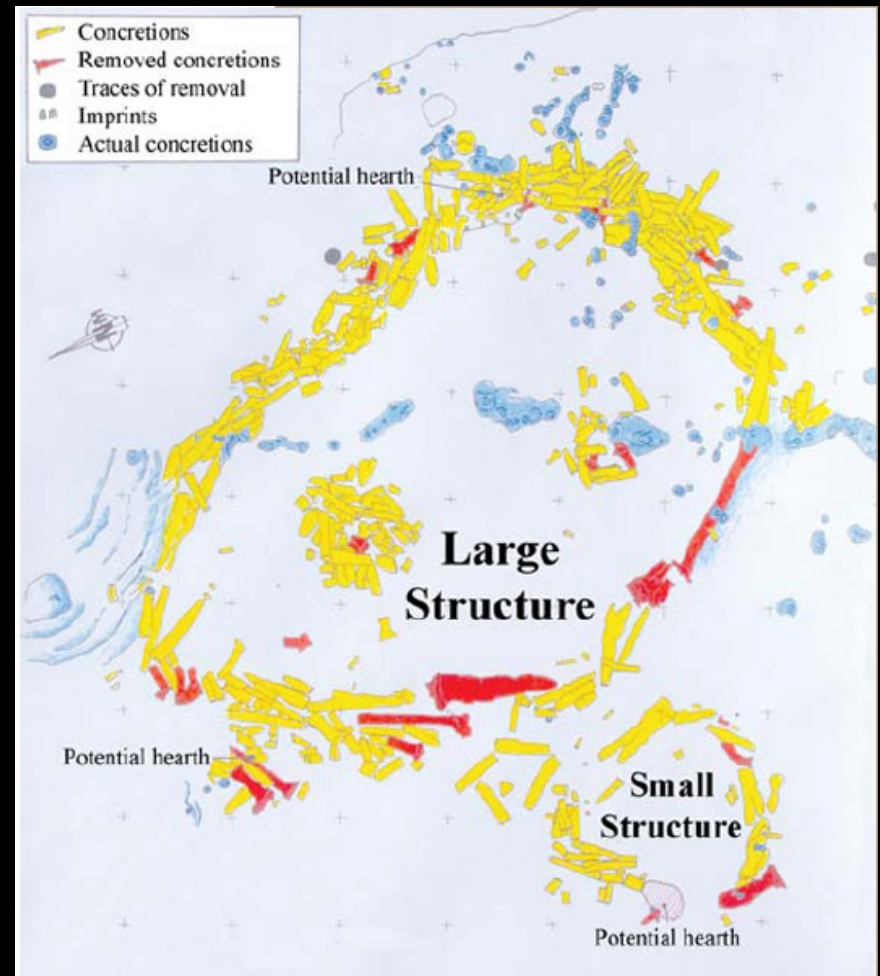 Concretions
Removed concretions
Traces of removal
Imprints
Actual concretions
Potential hearth
Large
Structure
Potential hearth
Small
Structure
Potential hearth